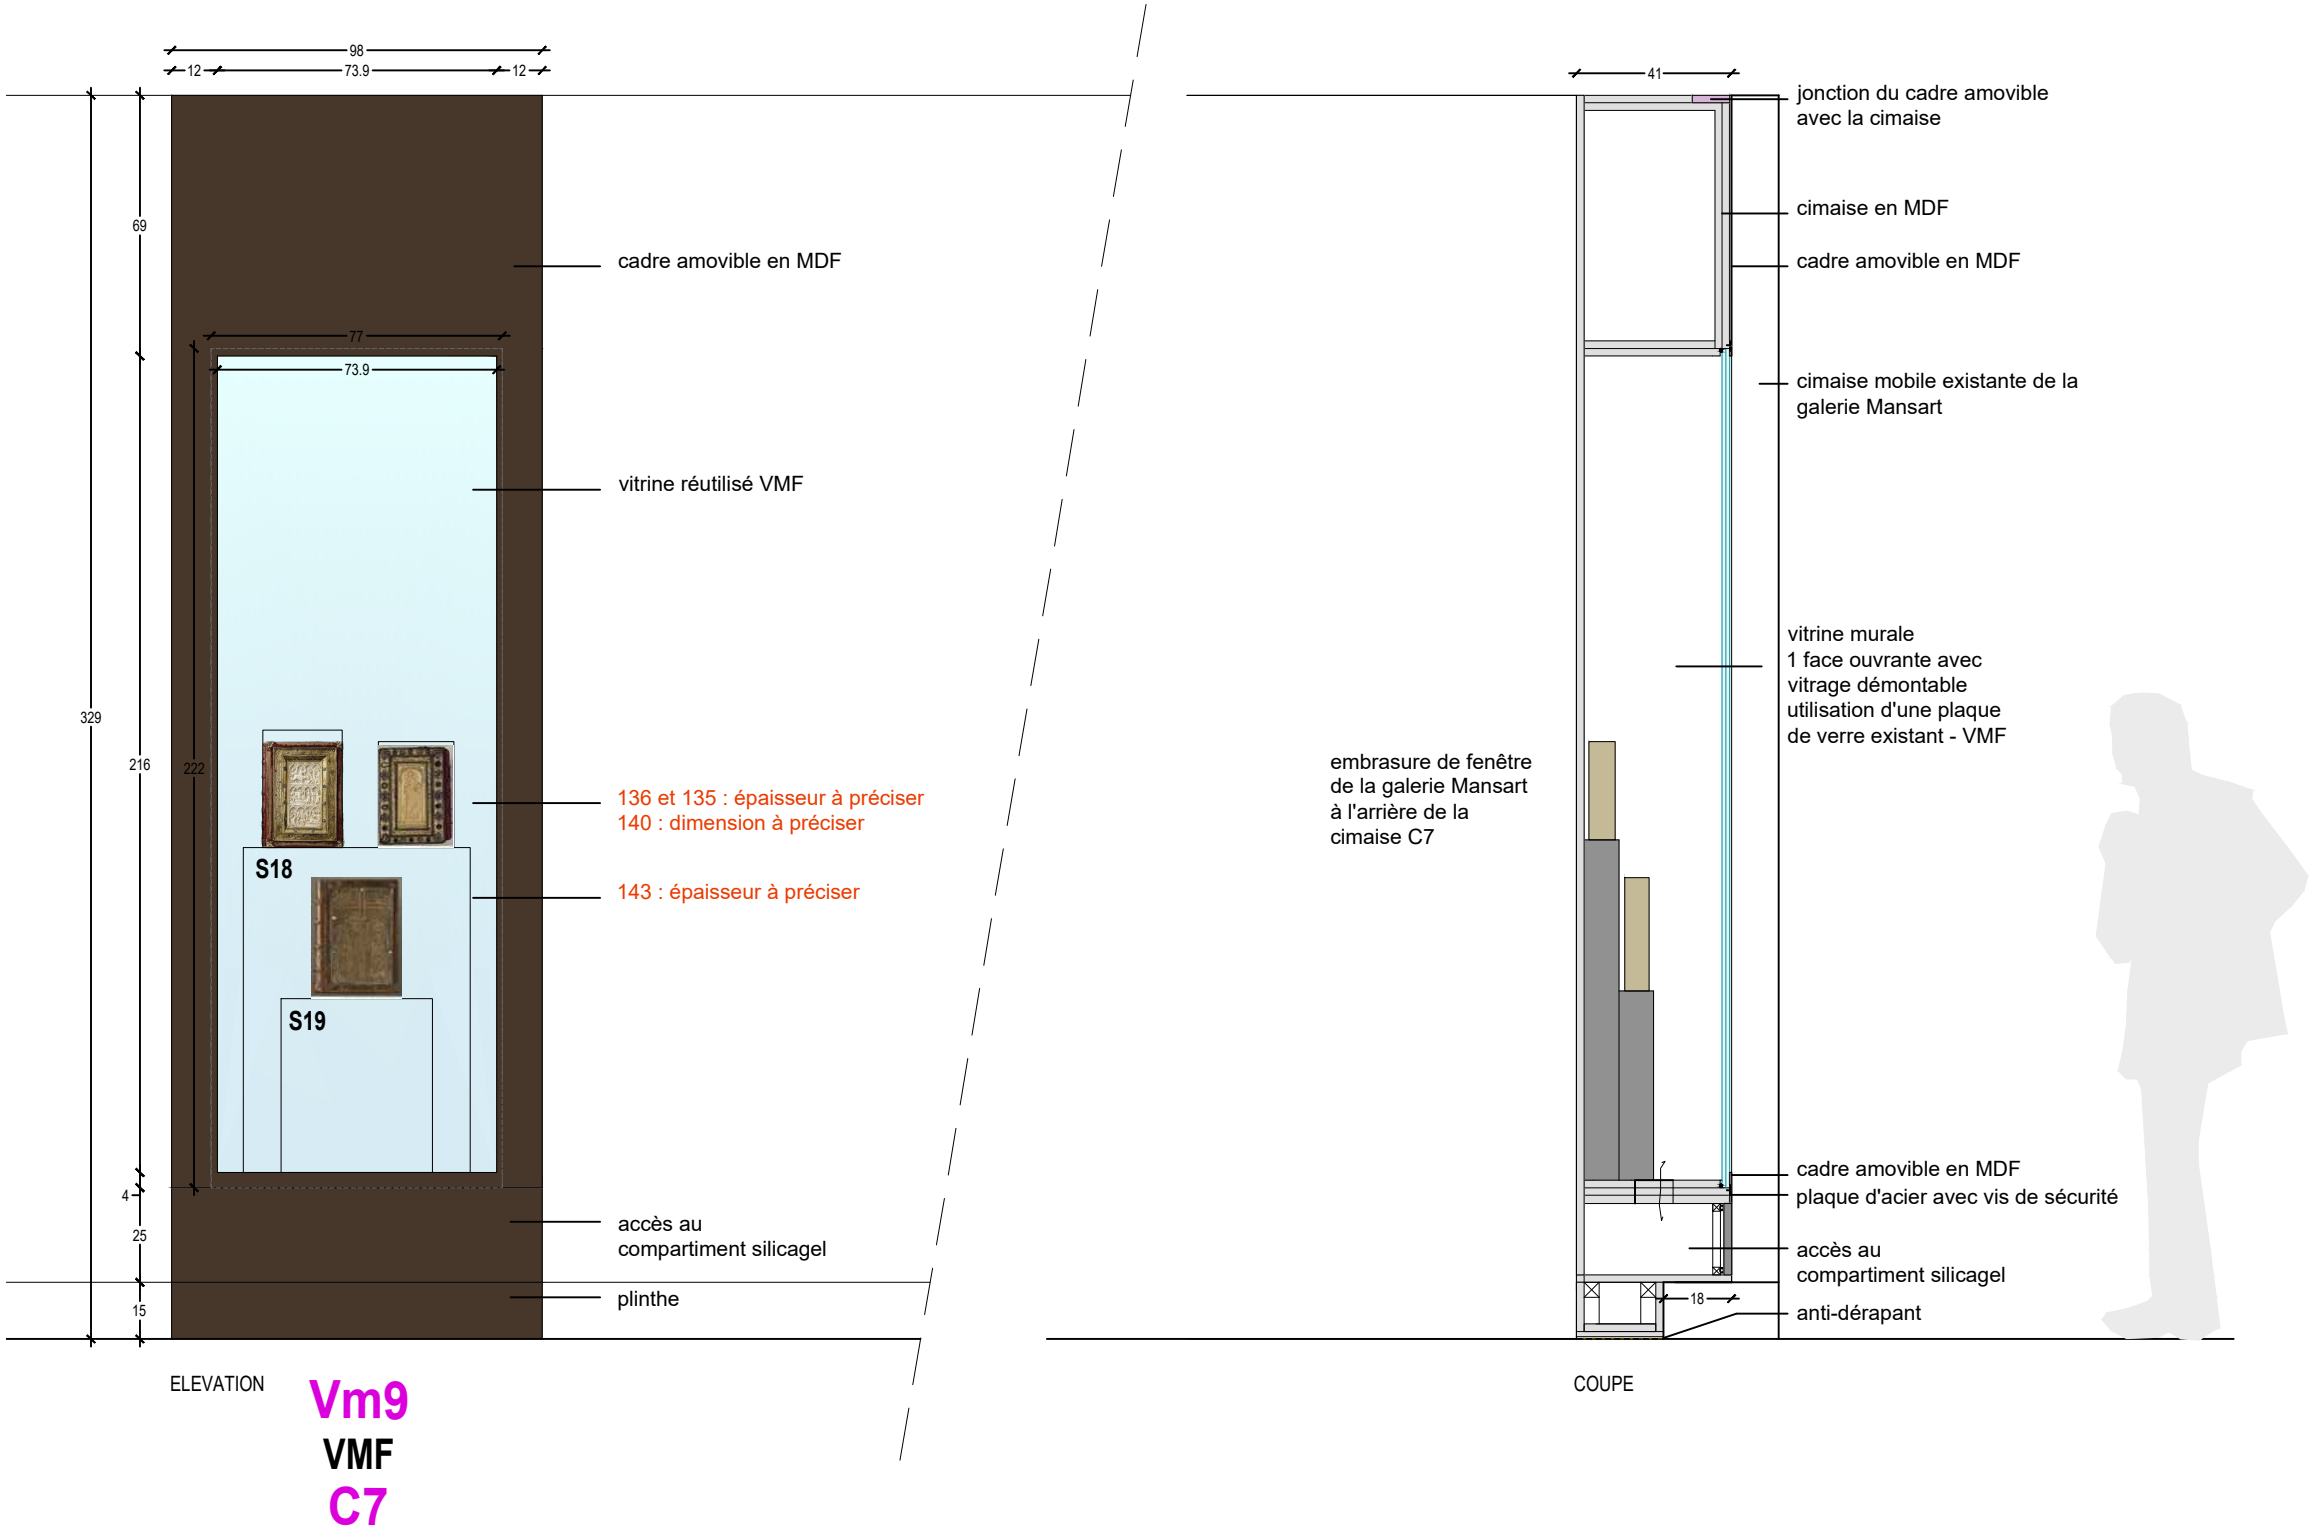 98
12
73.9
12
41
jonction du cadre amovible
avec la cimaise
cimaise en MDF
69
cadre amovible en MDF
cadre amovible en MDF
77
73.9
cimaise mobile existante de la
galerie Mansart
vitrine réutilisé VMF
vitrine murale
1 face ouvrante avec
vitrage démontable
utilisation d'une plaque
de verre existant - VMF
329
216
222
embrasure de fenêtre
de la galerie Mansart
à l'arrière de la
cimaise C7
136 et 135 : épaisseur à préciser
140 : dimension à préciser
S18
143 : épaisseur à préciser
S19
cadre amovible en MDF
4
plaque d'acier avec vis de sécurité
accès au
compartiment silicagel
25
accès au
compartiment silicagel
plinthe
15
18
anti-dérapant
ELEVATION
COUPE
Vm9
VMF
C7